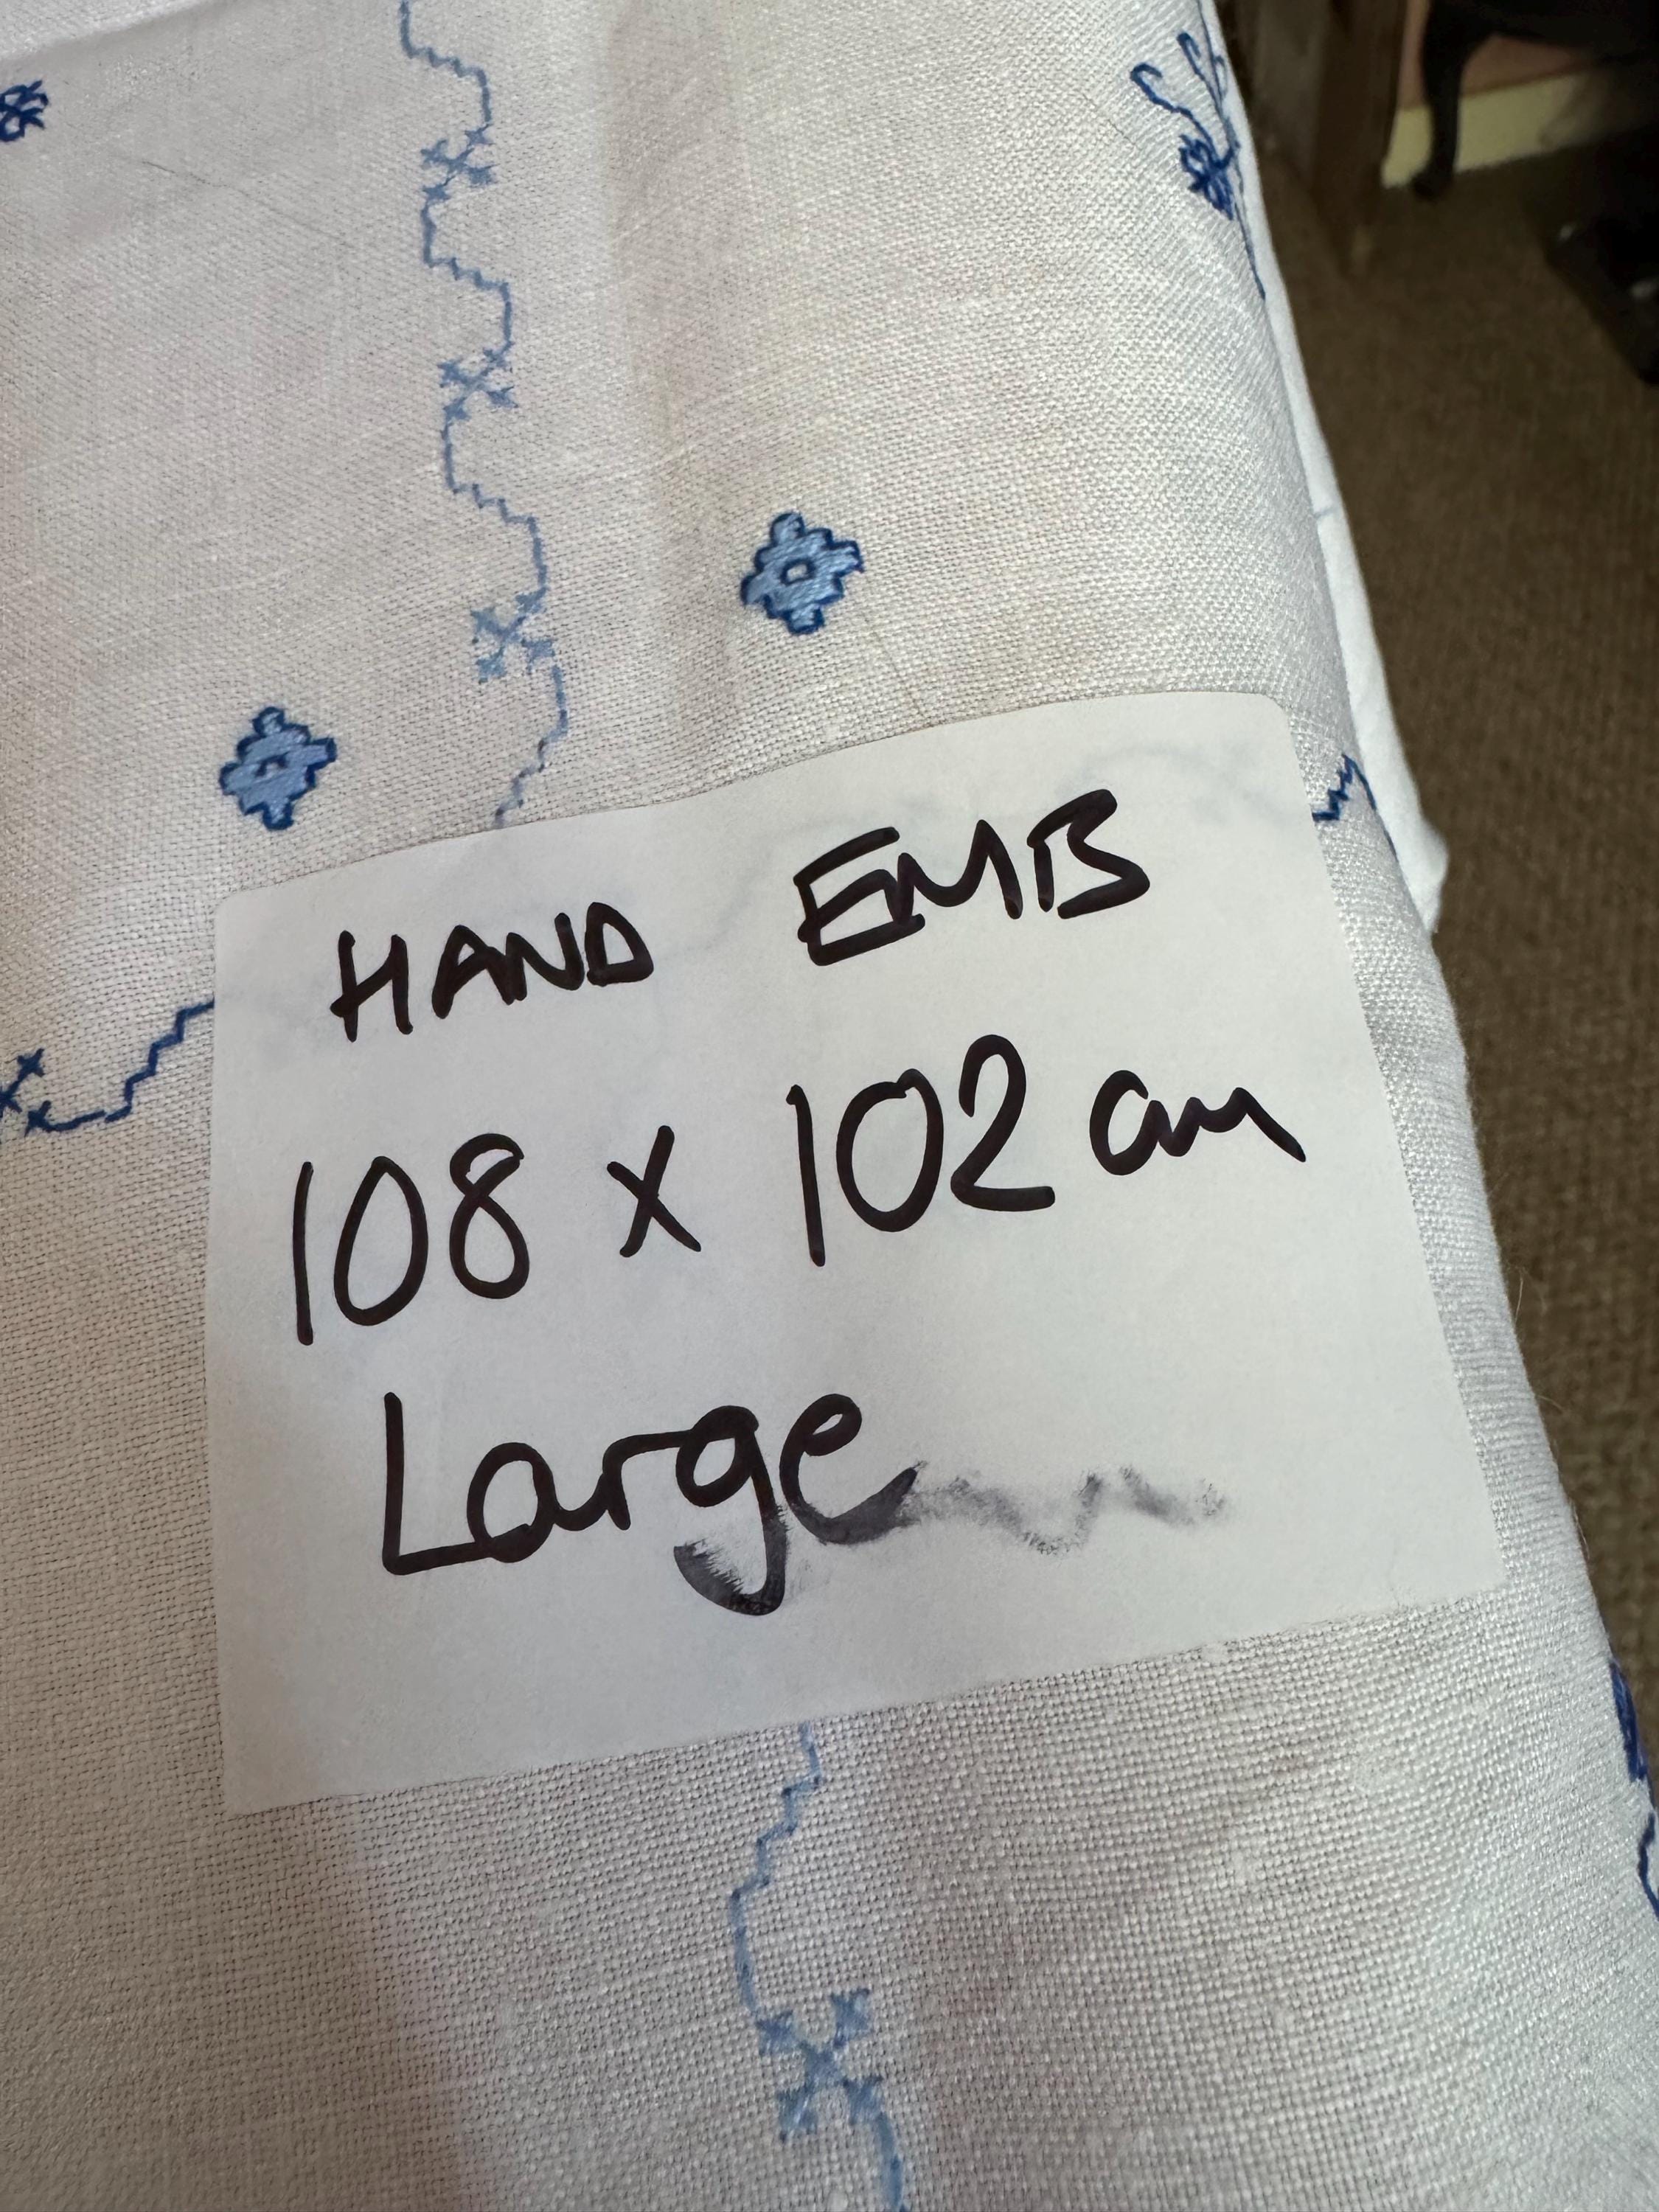 HAND EMB
108 x 102 cm
Large